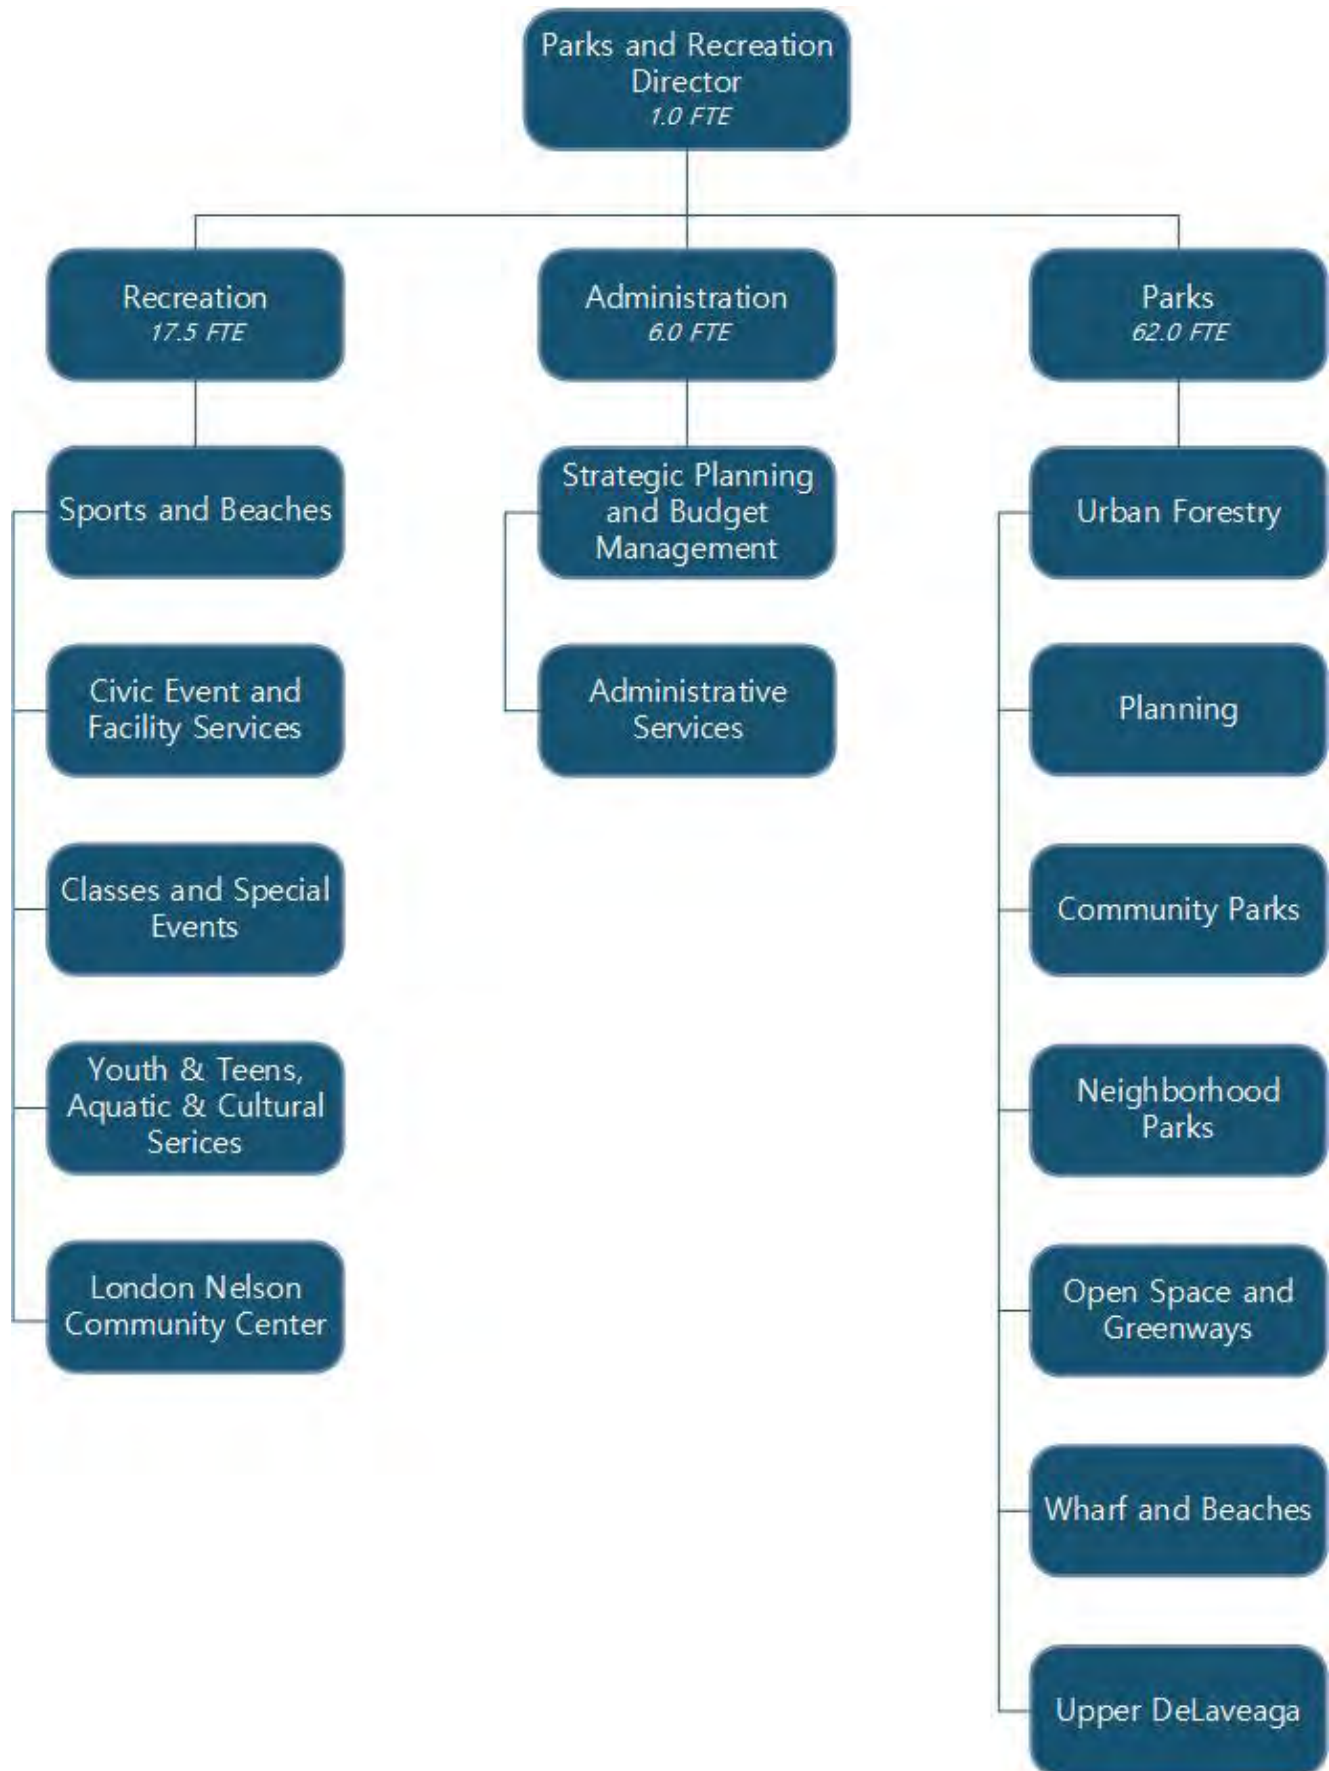 Parks and Recreation
Director
1.0 FTE
Recreation
17.5 FTE
Administration
6.0 FTE
Parks
62.0 FTE
Sports and Beaches
Civic Event and
Facility Services
Classes and Special
Events
Youth & Teens,
Aquatic & Cultural
Serices
London Nelson
Community Center
Strategic Planning
and Budget
Management
Administrative
Services
Urban Forestry
Planning
Community Parks
Neighborhood
Parks
Open Space and
Greenways
Wharf and Beaches
Upper DeLaveaga